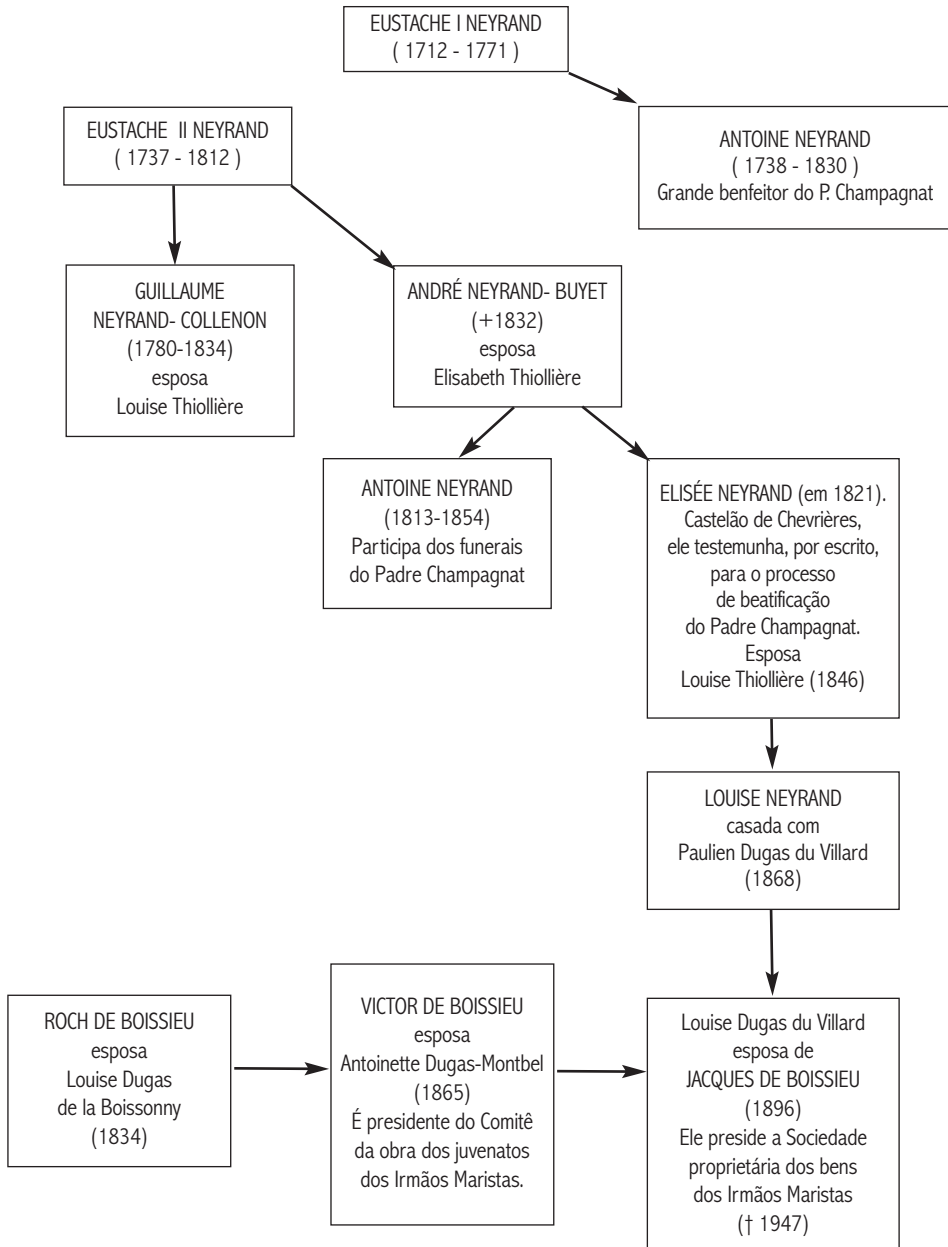 EUSTACHE I NEYRAND
( 1712 - 1771 )
EUSTACHE II NEYRAND
( 1737 - 1812 )
ANTOINE NEYRAND
( 1738 - 1830 )
Grande benfeitor do P. Champagnat
GUILLAUME
NEYRAND- COLLENON
(1780-1834)
esposa
Louise Thiollière
ANDRÉ NEYRAND- BUYET
(+1832)
esposa
Elisabeth Thiollière
ANTOINE NEYRAND
(1813-1854)
Participa dos funerais
do Padre Champagnat
ELISÉE NEYRAND (em 1821).
Castelão de Chevrières,
ele testemunha, por escrito,
para o processo
de beatificação
do Padre Champagnat.
Esposa
Louise Thiollière (1846)
LOUISE NEYRAND
casada com
Paulien Dugas du Villard
(1868)
ROCH DE BOISSIEU
esposa
Louise Dugas
de la Boissonny
(1834)
VICTOR DE BOISSIEU
esposa
Antoinette Dugas-Montbel
(1865)
É presidente do Comitê
da obra dos juvenatos
dos Irmãos Maristas.
Louise Dugas du Villard
esposa de
JACQUES DE BOISSIEU
(1896)
Ele preside a Sociedade
proprietária dos bens
dos Irmãos Maristas
(† 1947)